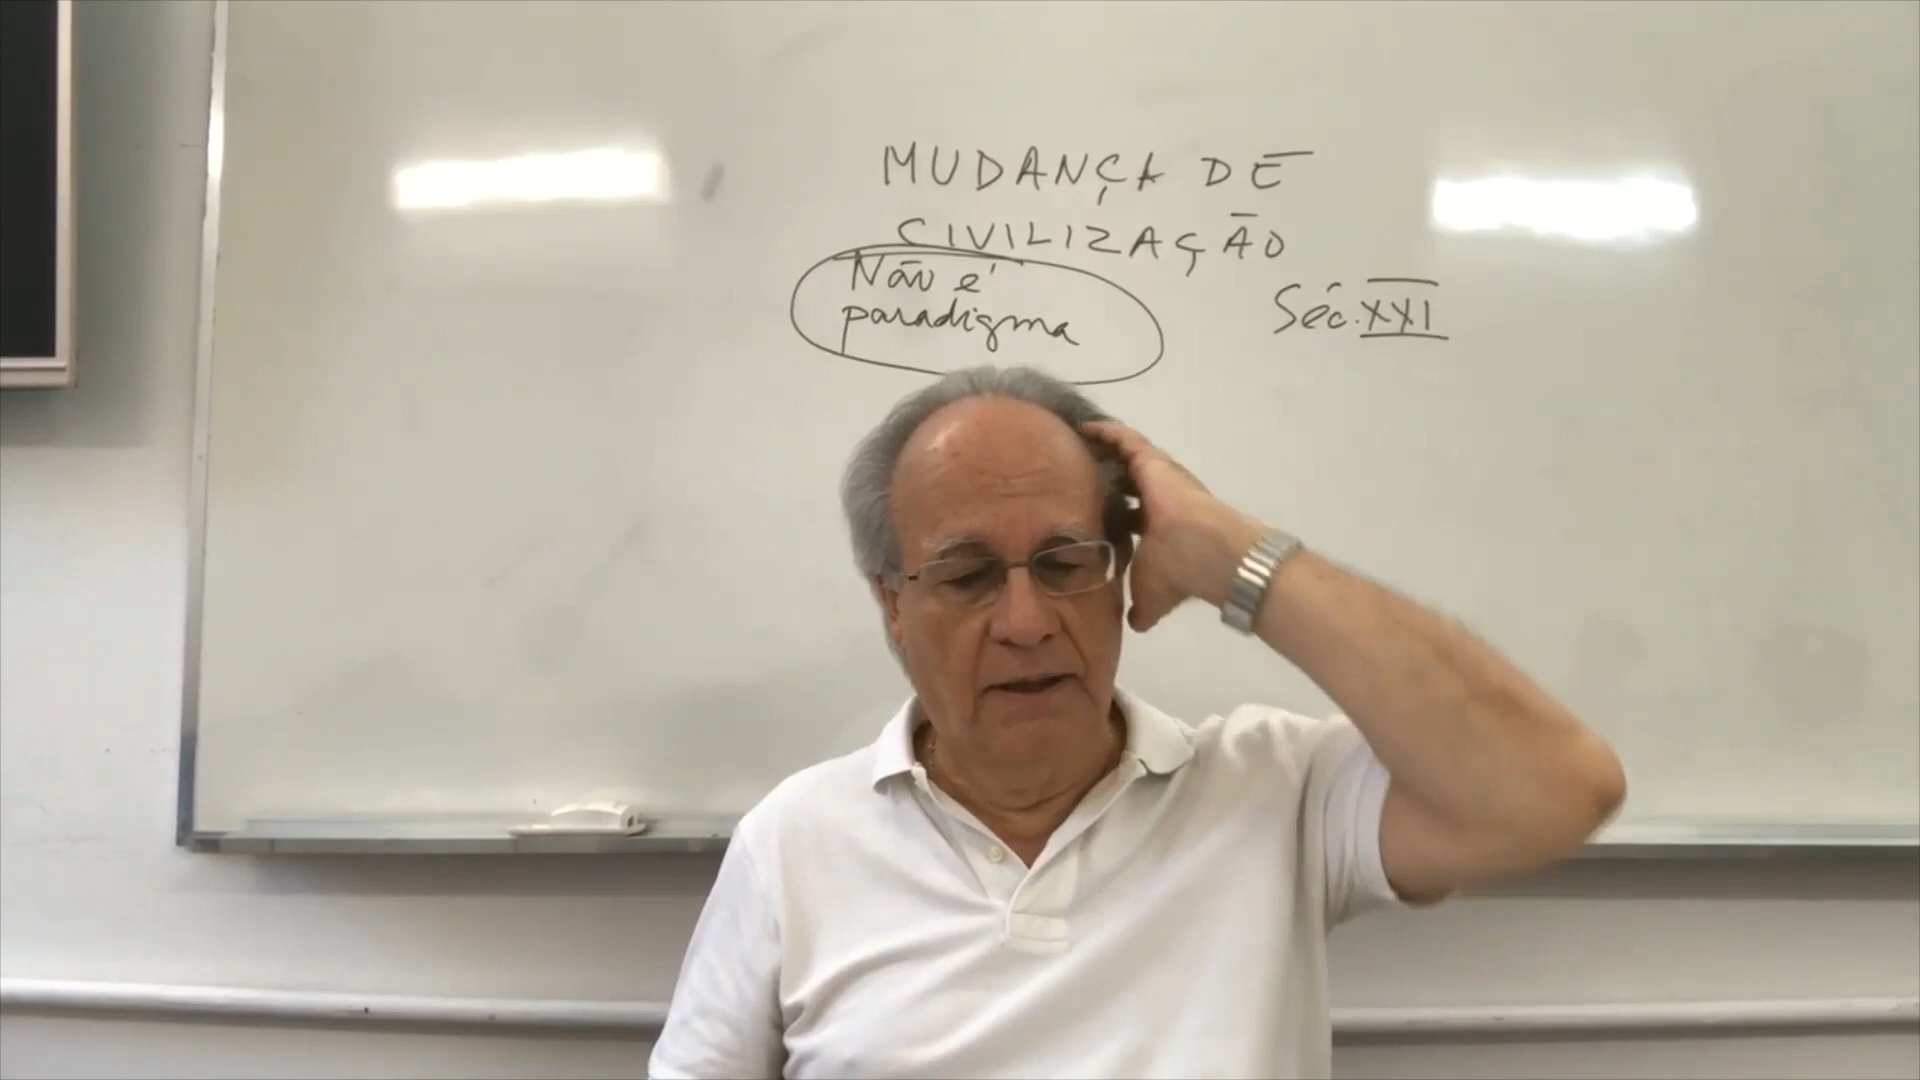 MUDANÇA DE
CIVILIZAÇÃO
Não é
paradigma
Séc. XXI